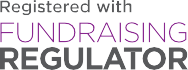 Registered with
FUNDRAISING
REGULATOR